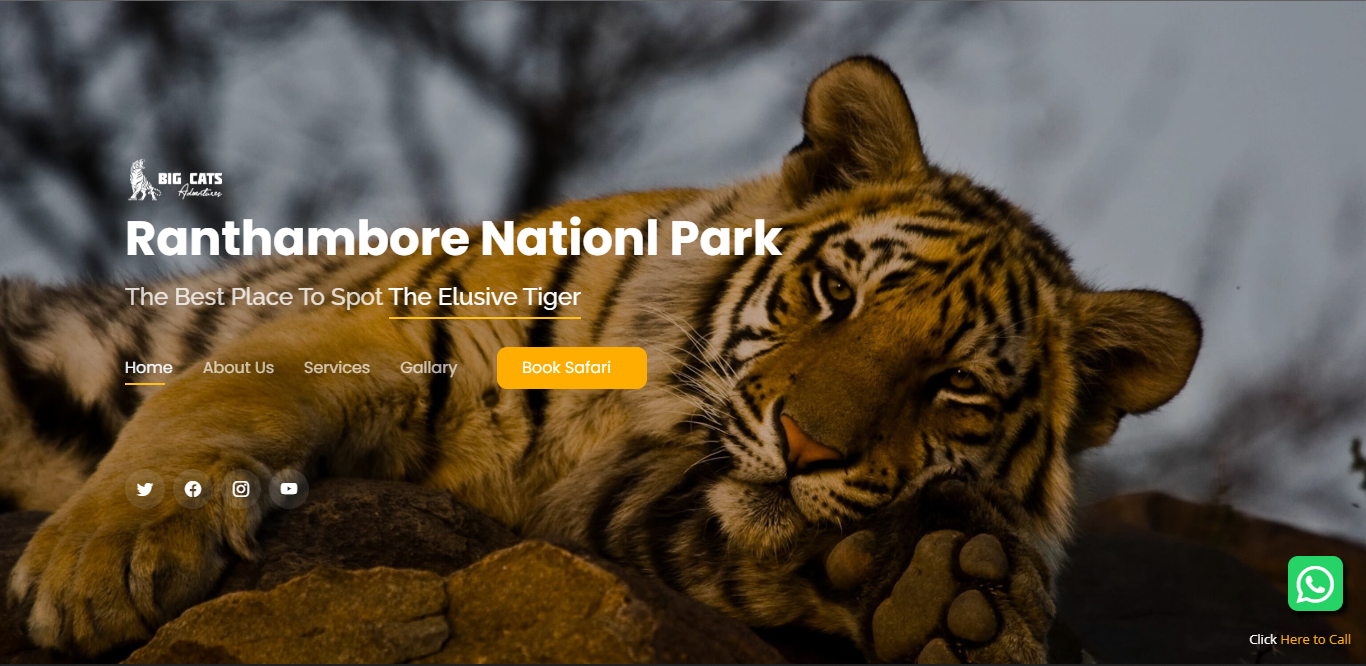 BIG CATS
Adventures
Ranthambore Nationl Park
The Best Place To Spot The Elusive Tiger
Home About Us Services Gallary Book Safari
Click Here to Call